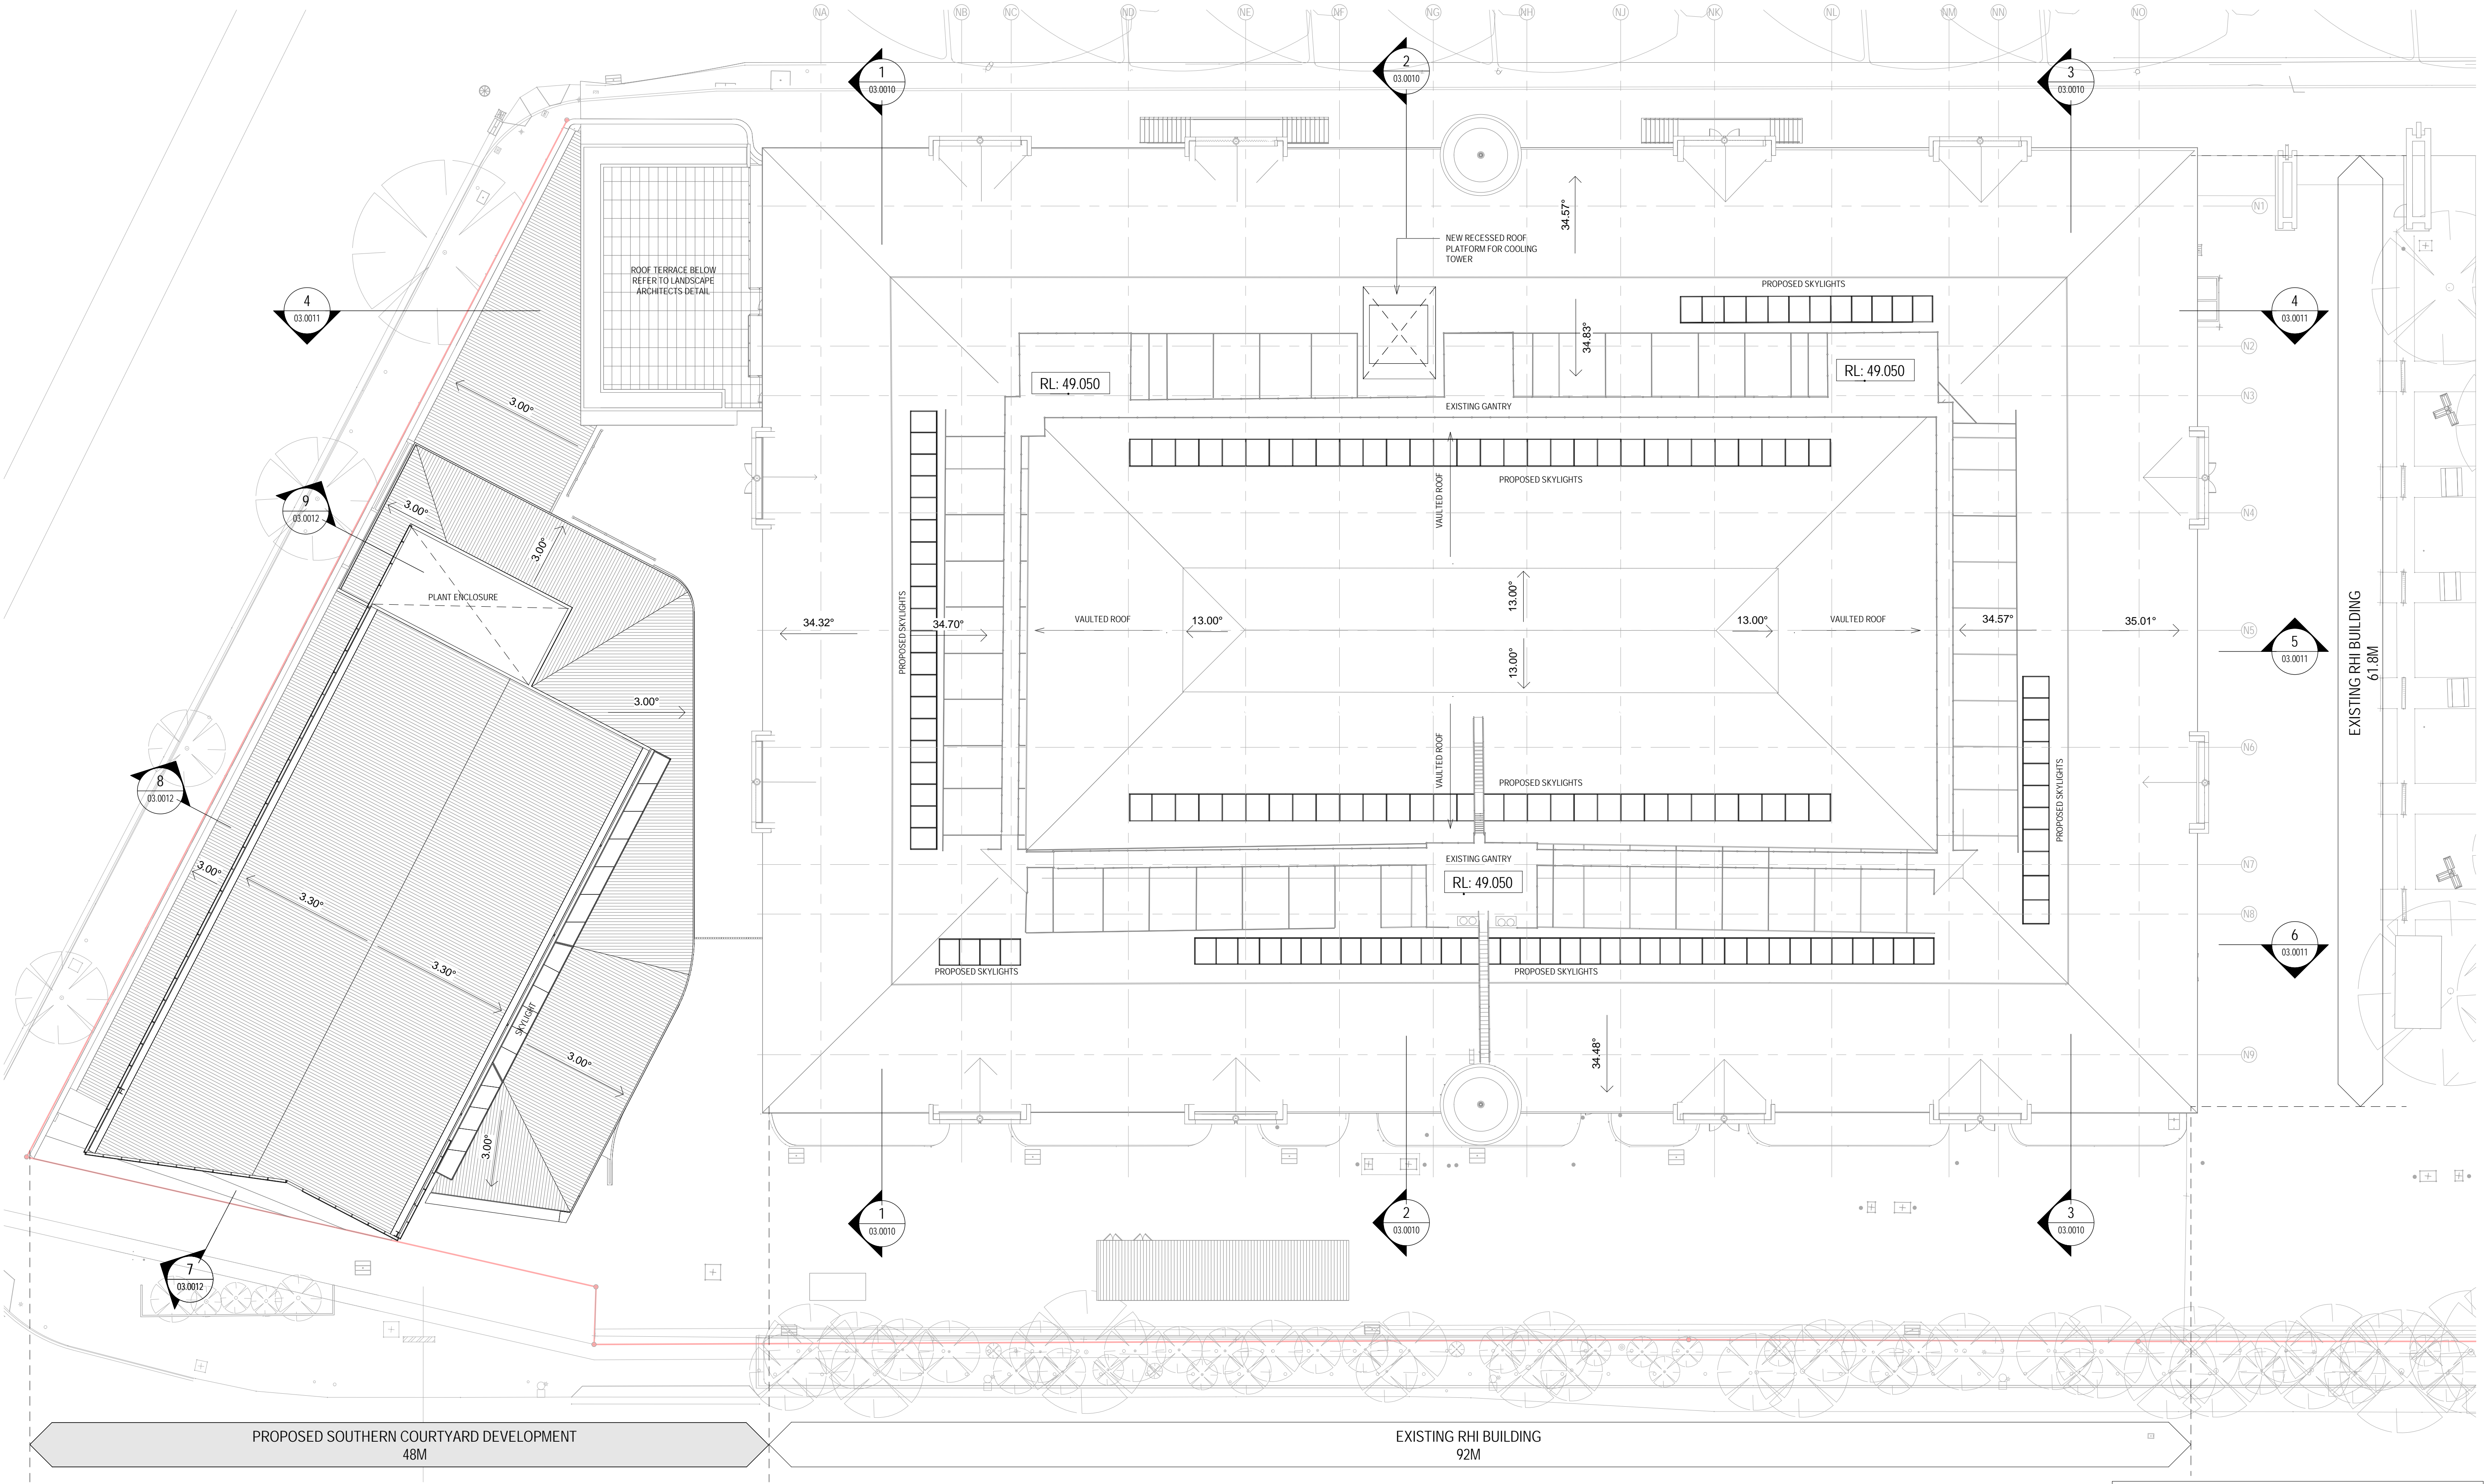 NA
NB
NC
ND
NE
NF
NG
NH
NJ
NK
NL
NM
NN
NO
1
03.0010
2
03.0010
3
03.0010
N1
34.57°
NEW RECESSED ROOF
PLATFORM FOR COOLING
TOWER
ROOF TERRACE BELOW
REFER TO LANDSCAPE
ARCHITECTS DETAIL
PROPOSED SKYLIGHTS
4
03.0011
4
03.0011
34.83°
N2
RL: 49.050
RL: 49.050
N3
3.00°
EXISTING GANTRY
PROPOSED SKYLIGHTS
VAULTED ROOF
9
03.0012
3.00°
3.00°
N4
PLANT ENCLOSURE
PROPOSED SKYLIGHTS
34.32°
34.70°
VAULTED ROOF
13.00°
13.00°
13.00°
13.00°
VAULTED ROOF
34.57°
35.01°
N5
5
03.0011
EXISTING RHI BUILDING
61.8M
3.00°
VAULTED ROOF
N6
8
03.0012
PROPOSED SKYLIGHTS
PROPOSED SKYLIGHTS
EXISTING GANTRY
N7
RL: 49.050
3.00°
3.30°
3.30°
N8
6
03.0011
PROPOSED SKYLIGHTS
PROPOSED SKYLIGHTS
SKYLIGHT
3.00°
34.48°
N9
3.00°
1
03.0010
2
03.0010
3
03.0010
7
03.0012
PROPOSED SOUTHERN COURTYARD DEVELOPMENT
48M
EXISTING RHI BUILDING
92M